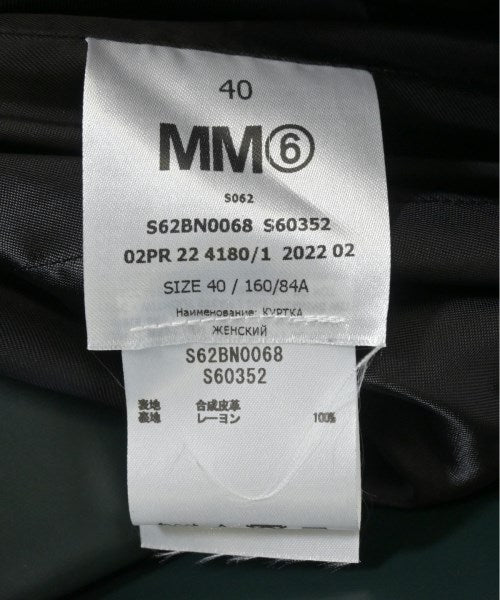 40
MM⑥
S062
S62BN0068 S60352
02PR 22 4180/1 2022 02
SIZE 40 / 160/84A
Наименование: КУРТКА
ЖЕНСКИЙ
S62BN0068
S60352
表地 合成皮革
裏地 レーヨン 100%